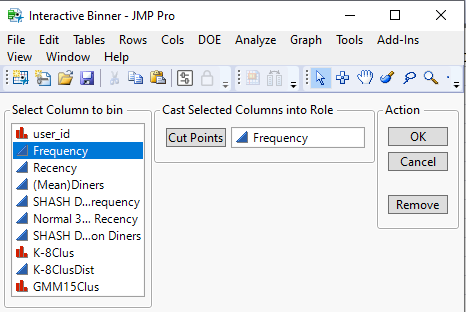 Interactive Binner - JMP Pro
File Edit Tables Rows Cols DOE Analyze Graph Tools Add-Ins
View Window Help
Select Column to bin
user_id
Frequency
Recency
(Mean)Diners
SHASH D...requency
Normal 3... Recency
SHASH D...on Diners
K-8Clus
K-8ClusDist
GMM15Clus
Cast Selected Columns into Role
Cut Points Frequency
Action
OK
Cancel
Remove